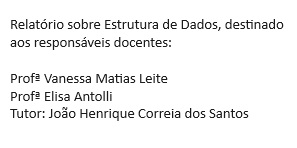 Relatório sobre Estrutura de Dados, destinado
aos responsáveis docentes:
Profª Vanessa Matias Leite
Profª Elisa Antolli
Tutor: João Henrique Correia dos Santos